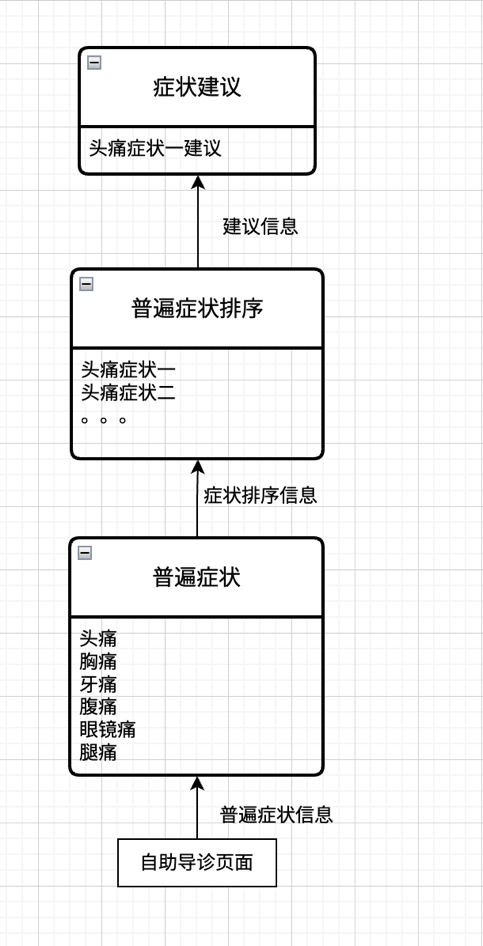 症状建议
头痛症状一建议
建议信息
普遍症状排序
头痛症状一
头痛症状二
。。。
症状排序信息
普遍症状
头痛
胸痛
牙痛
腹痛
眼镜痛
腿痛
普遍症状信息
自助导诊页面